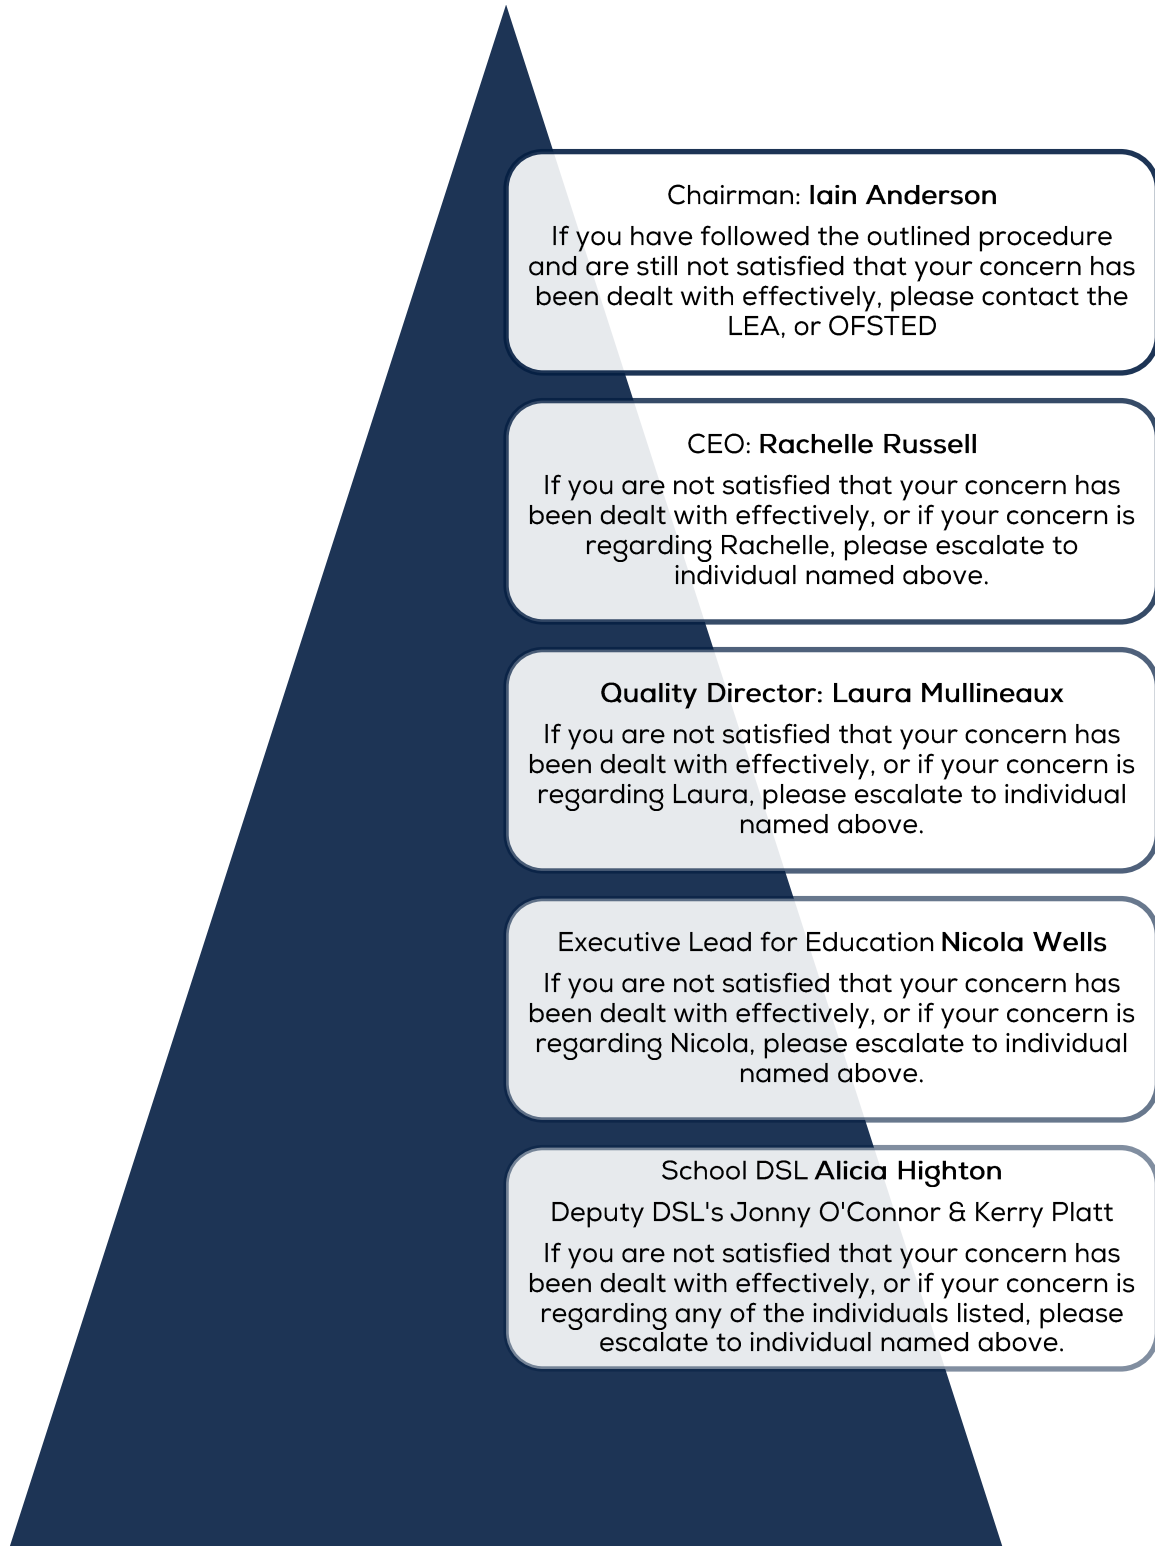 Chairman: Iain Anderson
If you have followed the outlined procedure
and are still not satisfied that your concern has
been dealt with effectively, please contact the
LEA, or OFSTED
CEO: Rachelle Russell
If you are not satisfied that your concern has
been dealt with effectively, or if your concern is
regarding Rachelle, please escalate to
individual named above.
Quality Director: Laura Mullineaux
If you are not satisfied that your concern has
been dealt with effectively, or if your concern is
regarding Laura, please escalate to individual
named above.
Executive Lead for Education Nicola Wells
If you are not satisfied that your concern has
been dealt with effectively, or if your concern is
regarding Nicola, please escalate to individual
named above.
School DSL Alicia Highton
Deputy DSL's Jonny O'Connor & Kerry Platt
If you are not satisfied that your concern has
been dealt with effectively, or if your concern is
regarding any of the individuals listed, please
escalate to individual named above.